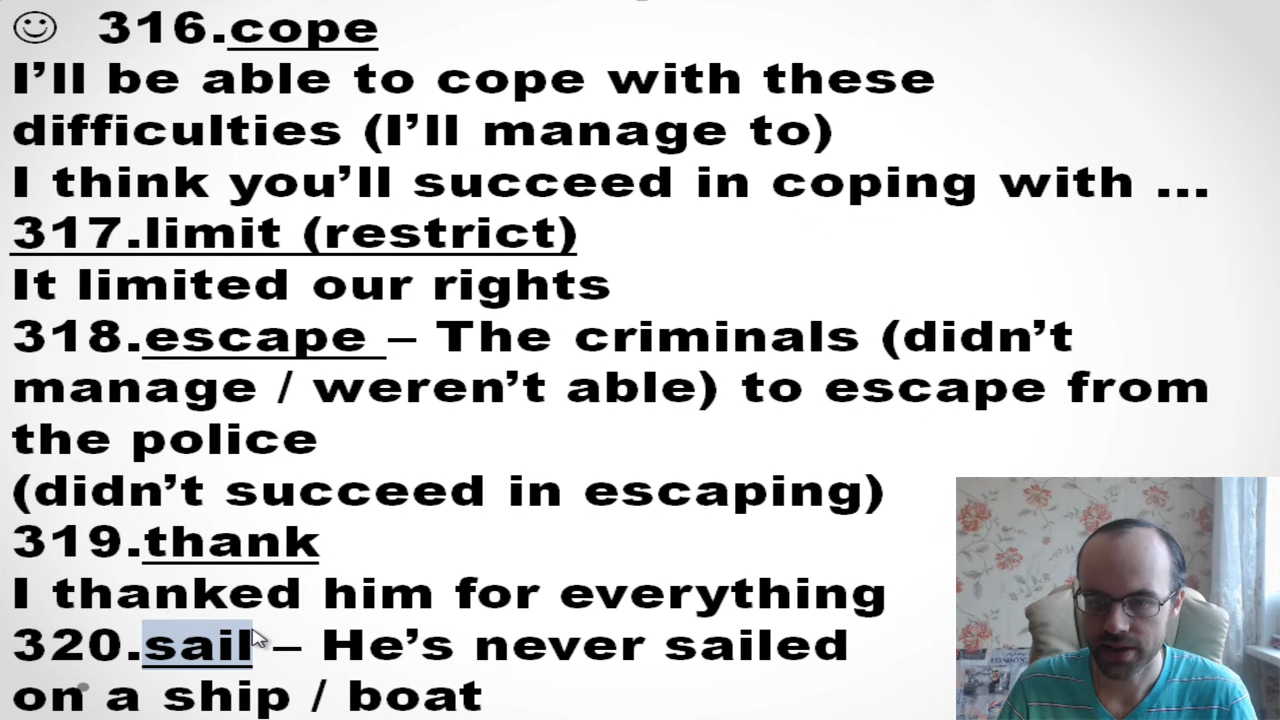 ☺ 316.cope
I’ll be able to cope with these
difficulties (I’ll manage to)
I think you’ll succeed in coping with ...
317.limit (restrict)
It limited our rights
318.escape – The criminals (didn’t
manage / weren’t able) to escape from
the police
(didn’t succeed in escaping)
319.thank
I thanked him for everything
320.sail – He’s never sailed
on a ship / boat
LONDON